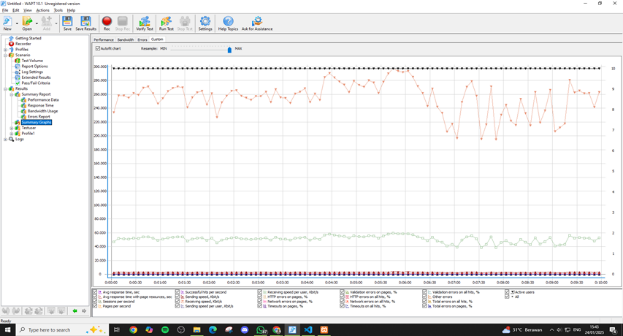 Untitled - WAPT 10.1 Unregistered version
File Edit View Actions Tools Help
New Open Add Save Save Results Rec Stop Rec Verify Test Run Test Stop Test Settings Help Topics Ask for Assistance
Performance Bandwidth Errors Custom
Autofit chart Keyansjes: MIN MAX
Getting Started
Recorder
Profiles
Scenario
Test Volume
Report Options
Log Settings
Extended Results
Pass/Fail Criteria
Results
Summary Report
Performance Data
Response Time
Bandwidth Usage
Errors Report
Summary Graphs
Testuser
Profile1
Logs
300.000
280.000
260.000
240.000
220.000
200.000
180.000
160.000
140.000
120.000
100.000
80.000
60.000
40.000
20.000
0
10
9
8
7
6
5
4
3
2
1
0
0:00:00 0:00:30 0:01:00 0:01:30 0:02:00 0:02:30 0:03:00 0:03:30 0:04:00 0:04:30 0:05:00 0:05:30 0:06:00 0:06:30 0:07:00 0:07:30 0:08:00 0:08:30 0:09:00 0:09:30 0:10:00
Avg response time, sec Successful hits per second Receiving speed per user, kbit/s Validation errors on pages, % Validation errors on all hits, % Active users
Avg response time with page resources, sec Sending speed, kbit/s HTTP errors on pages, % HTTP errors on all hits, % Other errors All
Sessions per second Receiving speed, kbit/s Network errors on pages, % Network errors on all hits, % Total errors on all hits, %
Pages per second Sending speed per user, kbit/s Timeouts on pages, % Timeouts on all hits, % Total errors on pages, %
Ready
Type here to search
31°C Berawan
ENG
15:45
24/01/2025